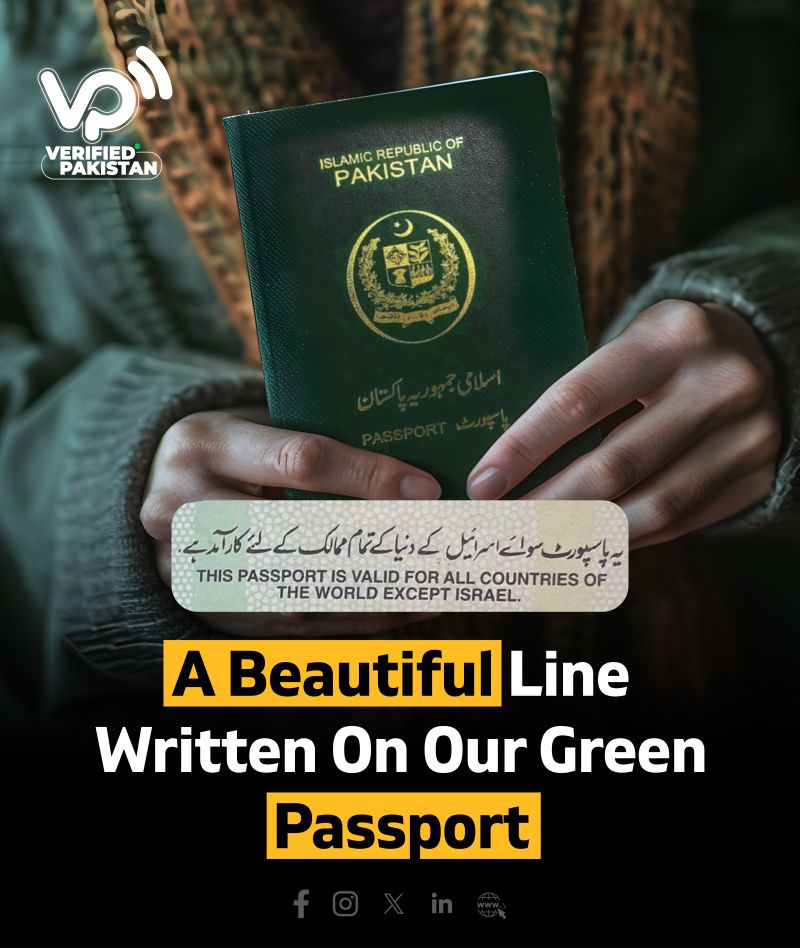 VP
VERIFIED
PAKISTAN
ISLAMIC REPUBLIC OF
PAKISTAN
اسلامی جمہوریہ پاکستان
PASSPORT پاسپورٹ
یہ پاسپورٹ سوائے اسرائیل کے دنیا کے تمام ممالک کے لئے کارآمد ہے۔
THIS PASSPORT IS VALID FOR ALL COUNTRIES OF
THE WORLD EXCEPT ISRAEL.
A Beautiful Line
Written On Our Green
Passport
www.